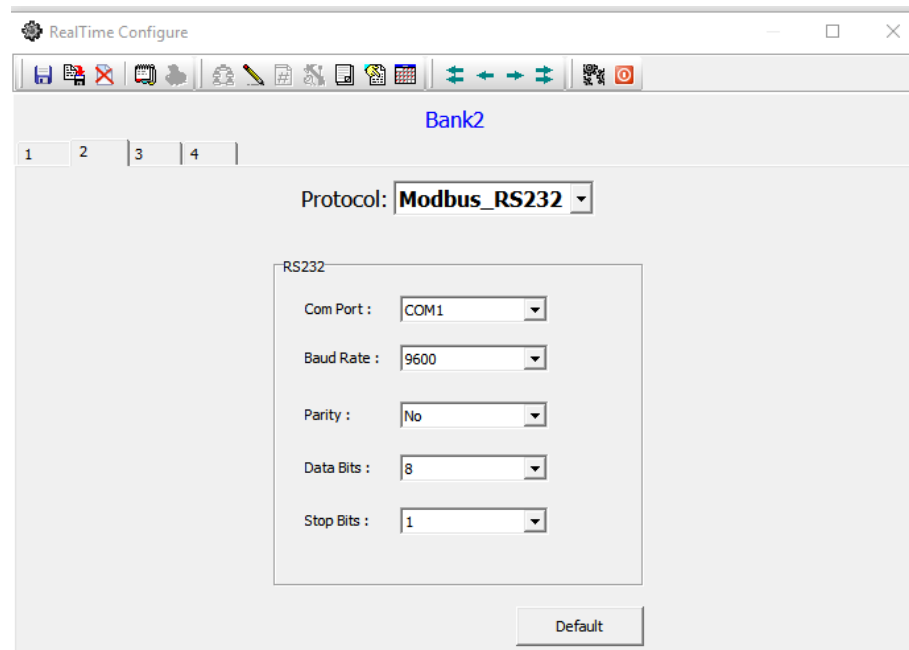 RealTime Configure
Bank2
1 2 3 4
Protocol: Modbus_RS232
RS232
Com Port : COM1
Baud Rate : 9600
Parity : No
Data Bits : 8
Stop Bits : 1
Default